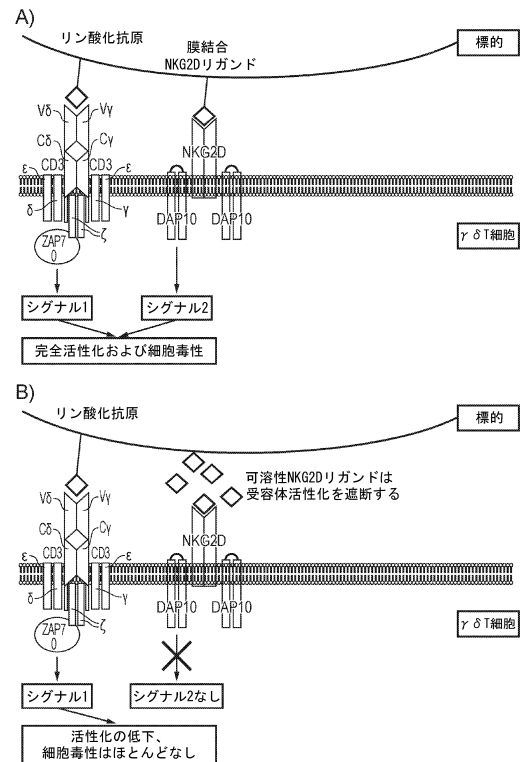 A)
リン酸化抗原
膜結合
NKG2Dリガンド
標的
Vδ
Vγ
Cδ
Cγ
CD3
CD3
NKG2D
ε
ε
δ
γ
ζ
DAP10
DAP10
ZAP7
0
γδT細胞
シグナル1
シグナル2
完全活性化および細胞毒性
B)
リン酸化抗原
標的
可溶性NKG2Dリガンドは
受容体活性化を遮断する
Vδ
Vγ
Cδ
Cγ
CD3
CD3
NKG2D
ε
ε
δ
γ
ζ
DAP10
DAP10
ZAP7
0
γδT細胞
シグナル1
シグナル2なし
活性化の低下、
細胞毒性はほとんどなし